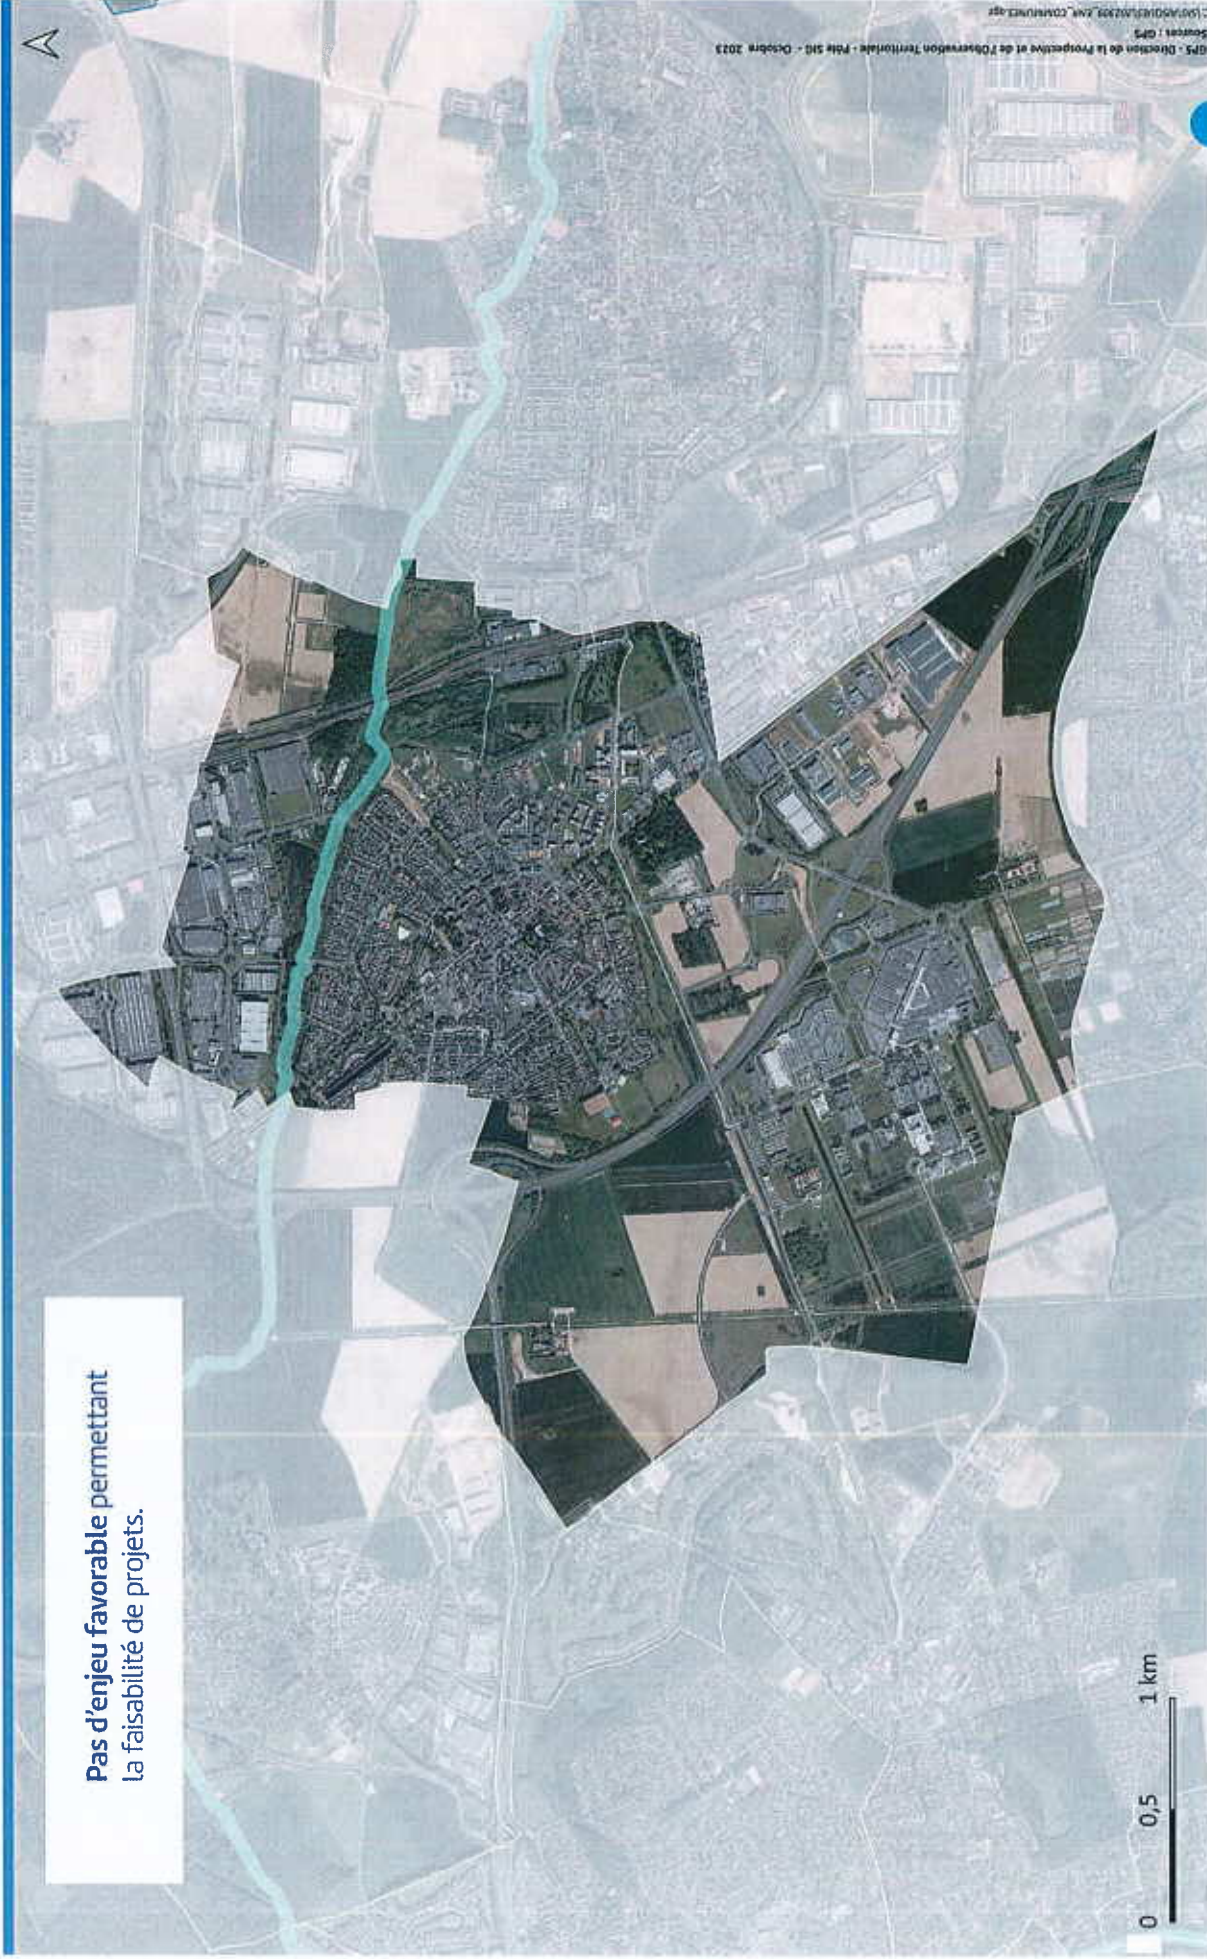 Pas d'enjeu favorable permettant
la faisabilité de projets.
0 0,5 1 km
GPS - Direction de la Prospective et de l'Observation Territoriale - Pôle SIG - Octobre 2023
Sources : GPS